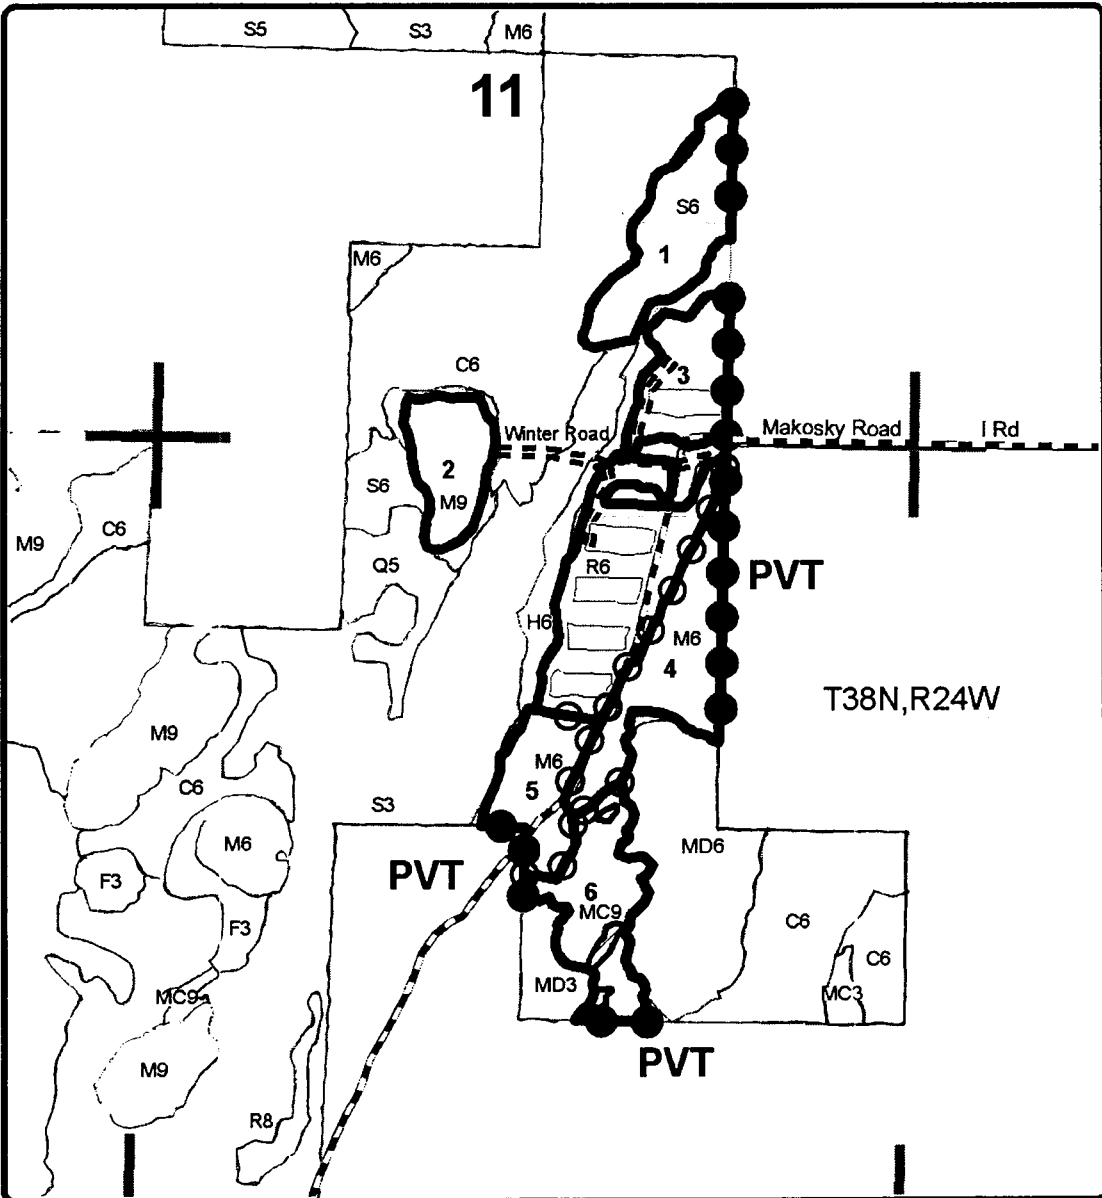 S5 S3 M6
11
S6
1
M6
C6
3
Winter Road Makosky Road I Rd
2
S6
M9
C6
M9
Q5
R6
PVT
H6
M6
4
T38N,R24W
M9
M6
C6
5
S3
M6
MD6
PVT
F3
6
MC9
F3
C6
C6
MD3
MC9
MC3
PVT
M9
R8